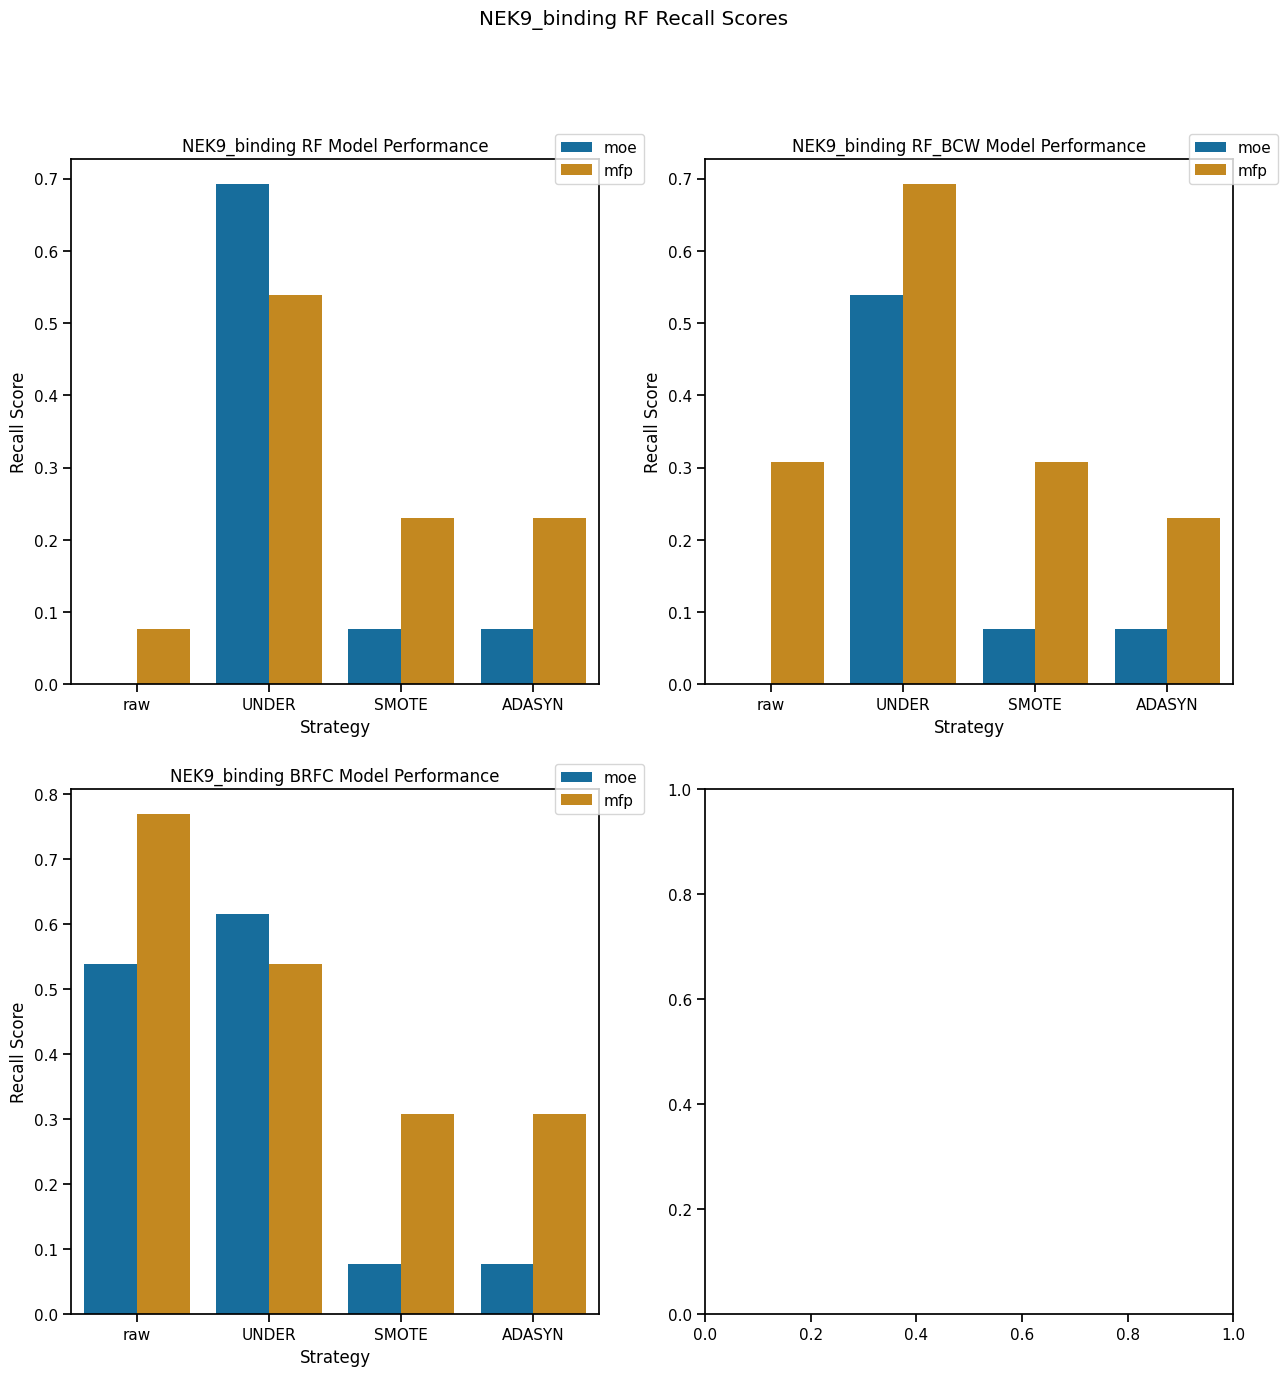 NEK9_binding RF Recall Scores
NEK9_binding RF Model Performance
moe
mfp
Recall Score
0.7
0.6
0.5
0.4
0.3
0.2
0.1
0.0
raw UNDER SMOTE ADASYN
Strategy
NEK9_binding RF_BCW Model Performance
moe
mfp
Recall Score
0.7
0.6
0.5
0.4
0.3
0.2
0.1
0.0
raw UNDER SMOTE ADASYN
Strategy
NEK9_binding BRFC Model Performance
moe
mfp
Recall Score
0.8
0.7
0.6
0.5
0.4
0.3
0.2
0.1
0.0
raw UNDER SMOTE ADASYN
Strategy
1.0
0.8
0.6
0.4
0.2
0.0
0.0 0.2 0.4 0.6 0.8 1.0